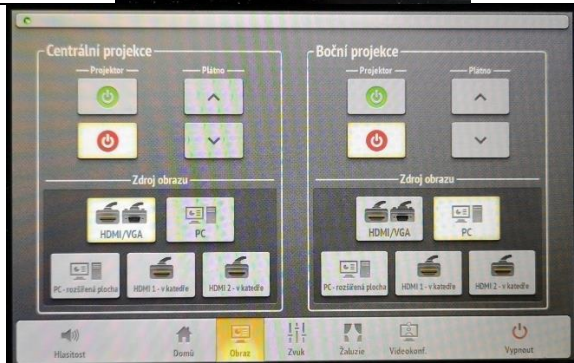 Centrální projekce
Boční projekce
Projektor
Plátno
Projektor
Plátno
Zdroj obrazu
Zdroj obrazu
HDMI/VGA
PC
HDMI/VGA
PC
PC - rozšířená plocha
HDMI 1 - v katedře
HDMI 2 - v katedře
PC - rozšířená plocha
HDMI 1 - v katedře
HDMI 2 - v katedře
Hlasitost
Domů
Obraz
Zvuk
Žaluzie
Videokonf.
Vypnout